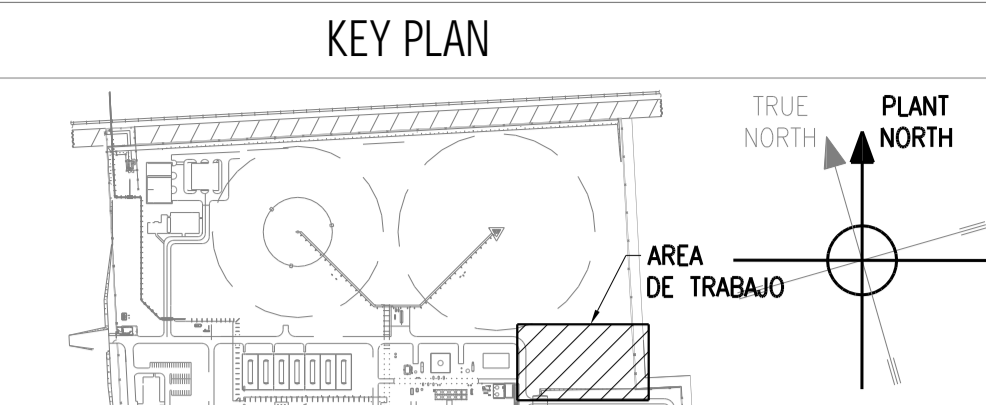 KEY PLAN
TRUE
NORTH
PLANT
NORTH
AREA
DE TRABAJO